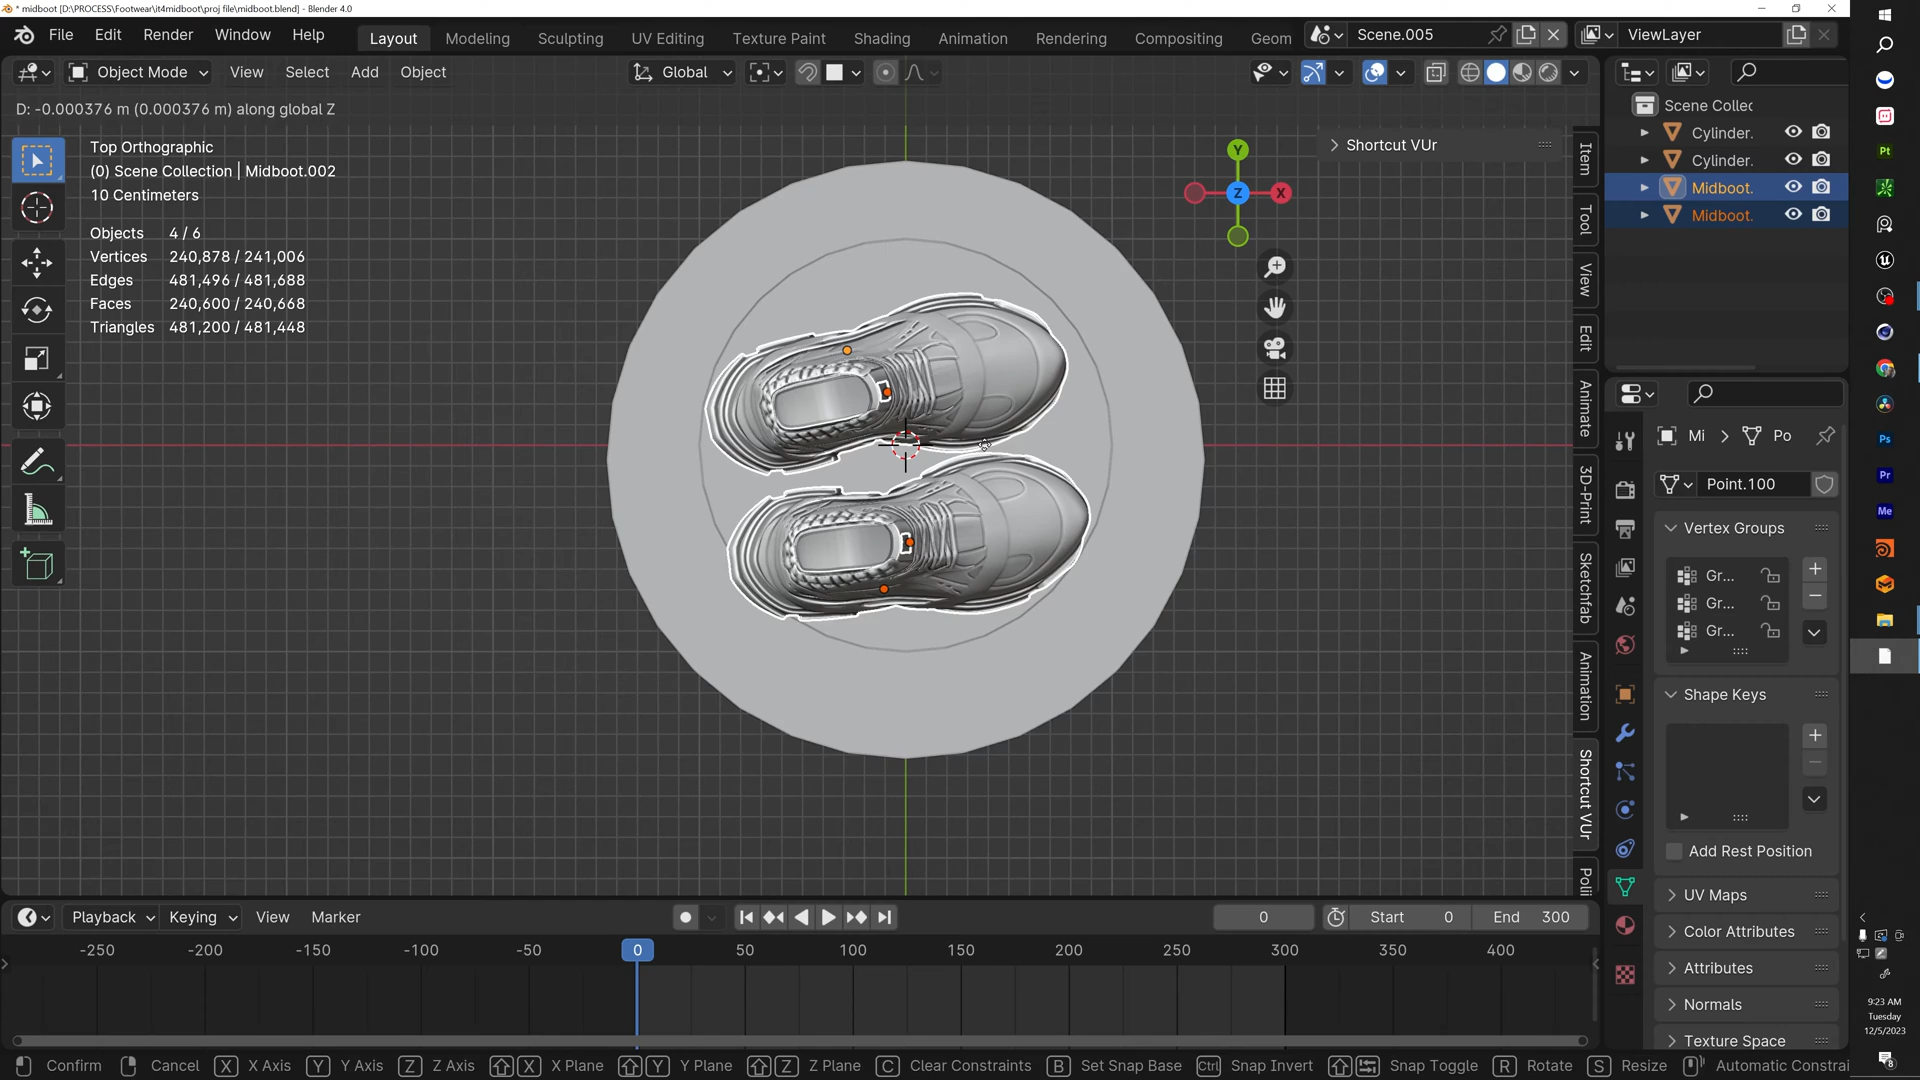 * midboot [D:\PROCESS\Footwear\it4midboot\proj file\midboot.blend] - Blender 4.0
File Edit Render Window Help Layout Modeling Sculpting UV Editing Texture Paint Shading Animation Rendering Compositing Geom Scene.005 ViewLayer
Object Mode View Select Add Object Global
D: -0.000376 m (0.000376 m) along global Z
Top Orthographic
(0) Scene Collection | Midboot.002
10 Centimeters
Objects 4 / 6
Vertices 240,878 / 241,006
Edges 481,496 / 481,688
Faces 240,600 / 240,668
Triangles 481,200 / 481,448
Shortcut VUr
Y
X
Z
Item
Tool
View
Edit
Animate
3D-Print
Sketchfab
Animation
Shortcut VUr
Poli
Scene Collec
Cylinder.
Cylinder.
Midboot.
Midboot.
Mi > Po
Point.100
Vertex Groups
Gr...
Gr...
Gr...
Shape Keys
Add Rest Position
UV Maps
Color Attributes
Attributes
Normals
Texture Space
Playback Keying View Marker 0 Start 0 End 300
-250 -200 -150 -100 -50 0 50 100 150 200 250 300 350 400
Confirm Cancel X X Axis Y Y Axis Z Z Axis X X Plane Y Y Plane Z Z Plane C Clear Constraints B Set Snap Base Ctrl Snap Invert Snap Toggle R Rotate S Resize Automatic Constrai
Pt
Ps
Pr
Me
9:23 AM
Tuesday
12/5/2023
8